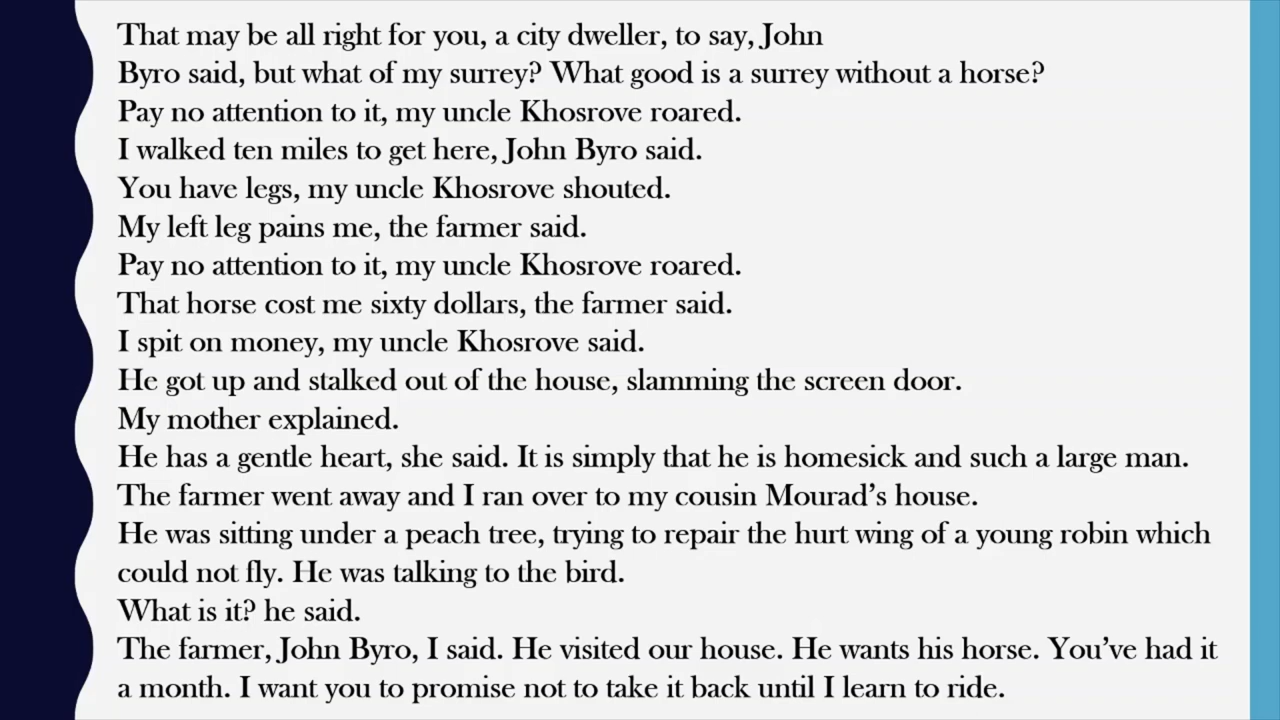 That may be all right for you, a city dweller, to say, John
Byro said, but what of my surrey? What good is a surrey without a horse?
Pay no attention to it, my uncle Khosrove roared.
I walked ten miles to get here, John Byro said.
You have legs, my uncle Khosrove shouted.
My left leg pains me, the farmer said.
Pay no attention to it, my uncle Khosrove roared.
That horse cost me sixty dollars, the farmer said.
I spit on money, my uncle Khosrove said.
He got up and stalked out of the house, slamming the screen door.
My mother explained.
He has a gentle heart, she said. It is simply that he is homesick and such a large man.
The farmer went away and I ran over to my cousin Mourad’s house.
He was sitting under a peach tree, trying to repair the hurt wing of a young robin which
could not fly. He was talking to the bird.
What is it? he said.
The farmer, John Byro, I said. He visited our house. He wants his horse. You’ve had it
a month. I want you to promise not to take it back until I learn to ride.